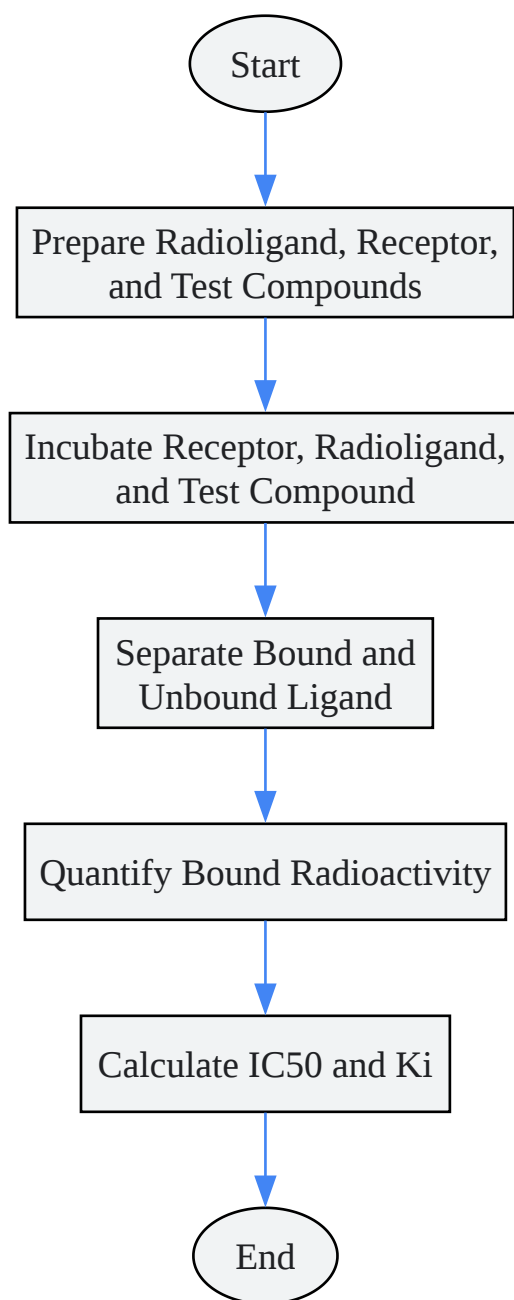 Start
Prepare Radioligand, Receptor,
and Test Compounds
Incubate Receptor, Radioligand,
and Test Compound
Separate Bound and
Unbound Ligand
Quantify Bound Radioactivity
Calculate IC50 and Ki
End